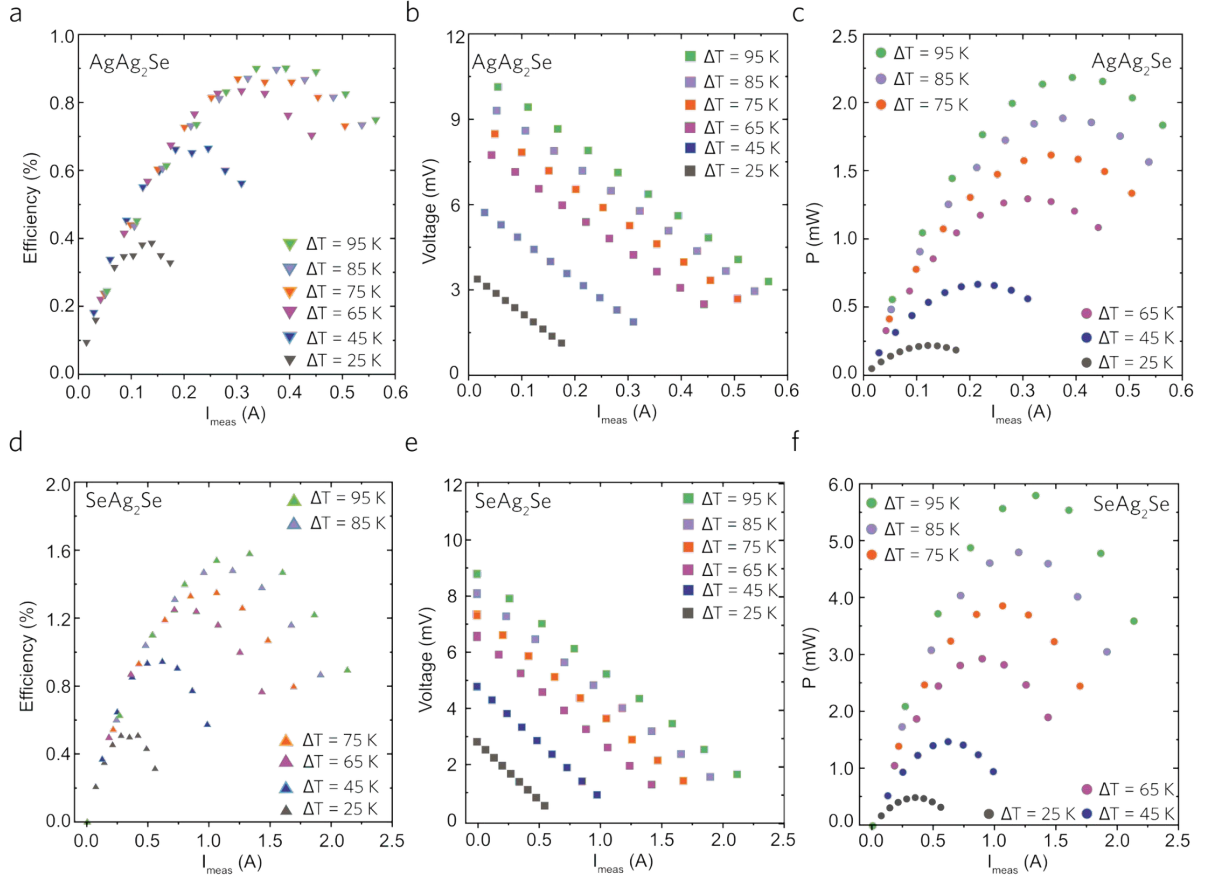 a
AgAg₂Se
Efficiency (%)
1.0
0.8
0.6
0.4
0.2
0.0
ΔT = 95 K
ΔT = 85 K
ΔT = 75 K
ΔT = 65 K
ΔT = 45 K
ΔT = 25 K
0.0 0.1 0.2 0.3 0.4 0.5 0.6
I_meas (A)
b
AgAg₂Se
Voltage (mV)
12
9
6
3
0
ΔT = 95 K
ΔT = 85 K
ΔT = 75 K
ΔT = 65 K
ΔT = 45 K
ΔT = 25 K
0.0 0.1 0.2 0.3 0.4 0.5 0.6
I_meas (A)
c
AgAg₂Se
P (mW)
2.5
2.0
1.5
1.0
0.5
0.0
ΔT = 95 K
ΔT = 85 K
ΔT = 75 K
ΔT = 65 K
ΔT = 45 K
ΔT = 25 K
0.0 0.1 0.2 0.3 0.4 0.5 0.6
I_meas (A)
d
SeAg₂Se
Efficiency (%)
2.0
1.6
1.2
0.8
0.4
0.0
ΔT = 95 K
ΔT = 85 K
ΔT = 75 K
ΔT = 65 K
ΔT = 45 K
ΔT = 25 K
0.0 0.5 1.0 1.5 2.0 2.5
I_meas (A)
e
SeAg₂Se
Voltage (mV)
12
10
8
6
4
2
0
ΔT = 95 K
ΔT = 85 K
ΔT = 75 K
ΔT = 65 K
ΔT = 45 K
ΔT = 25 K
0.0 0.5 1.0 1.5 2.0 2.5
I_meas (A)
f
SeAg₂Se
P (mW)
6.0
5.0
4.0
3.0
2.0
1.0
0.0
ΔT = 95 K
ΔT = 85 K
ΔT = 75 K
ΔT = 65 K
ΔT = 25 K ΔT = 45 K
0.0 0.5 1.0 1.5 2.0 2.5
I_meas (A)